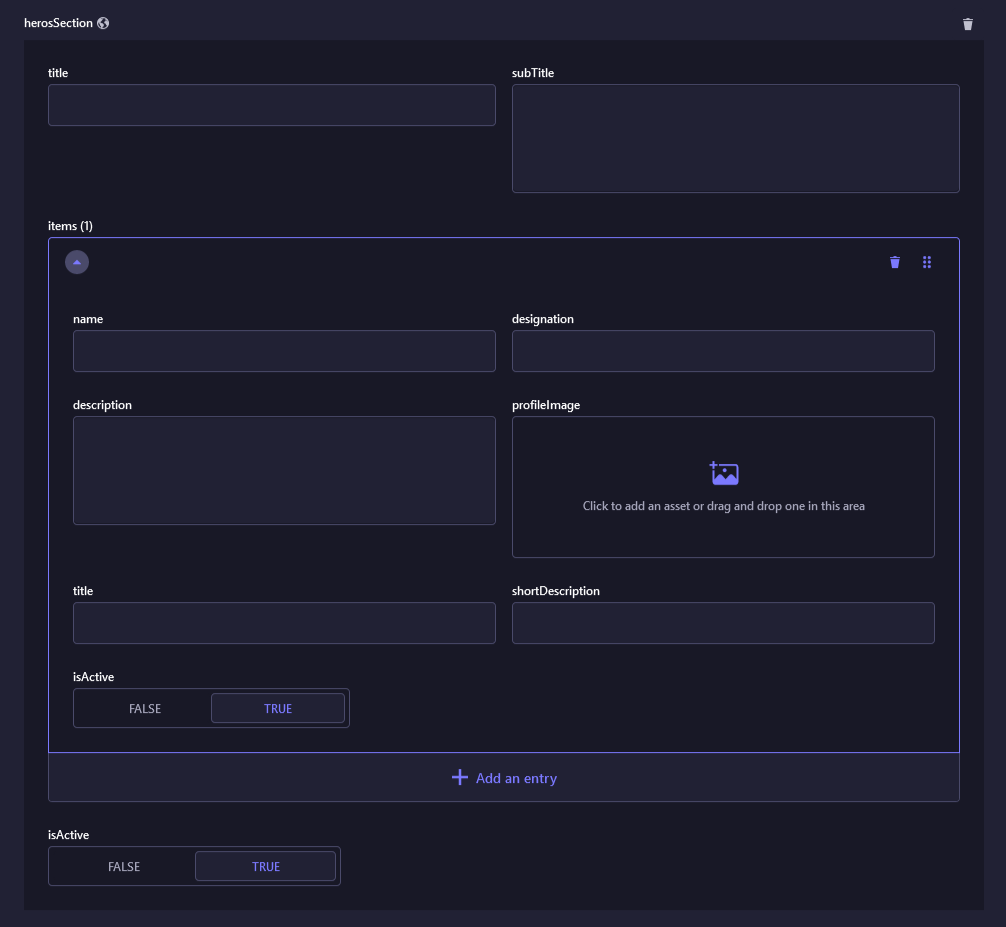 herosSection
title
subTitle
items (1)
name
designation
description
profileImage
Click to add an asset or drag and drop one in this area
title
shortDescription
isActive
FALSE TRUE
Add an entry
isActive
FALSE TRUE